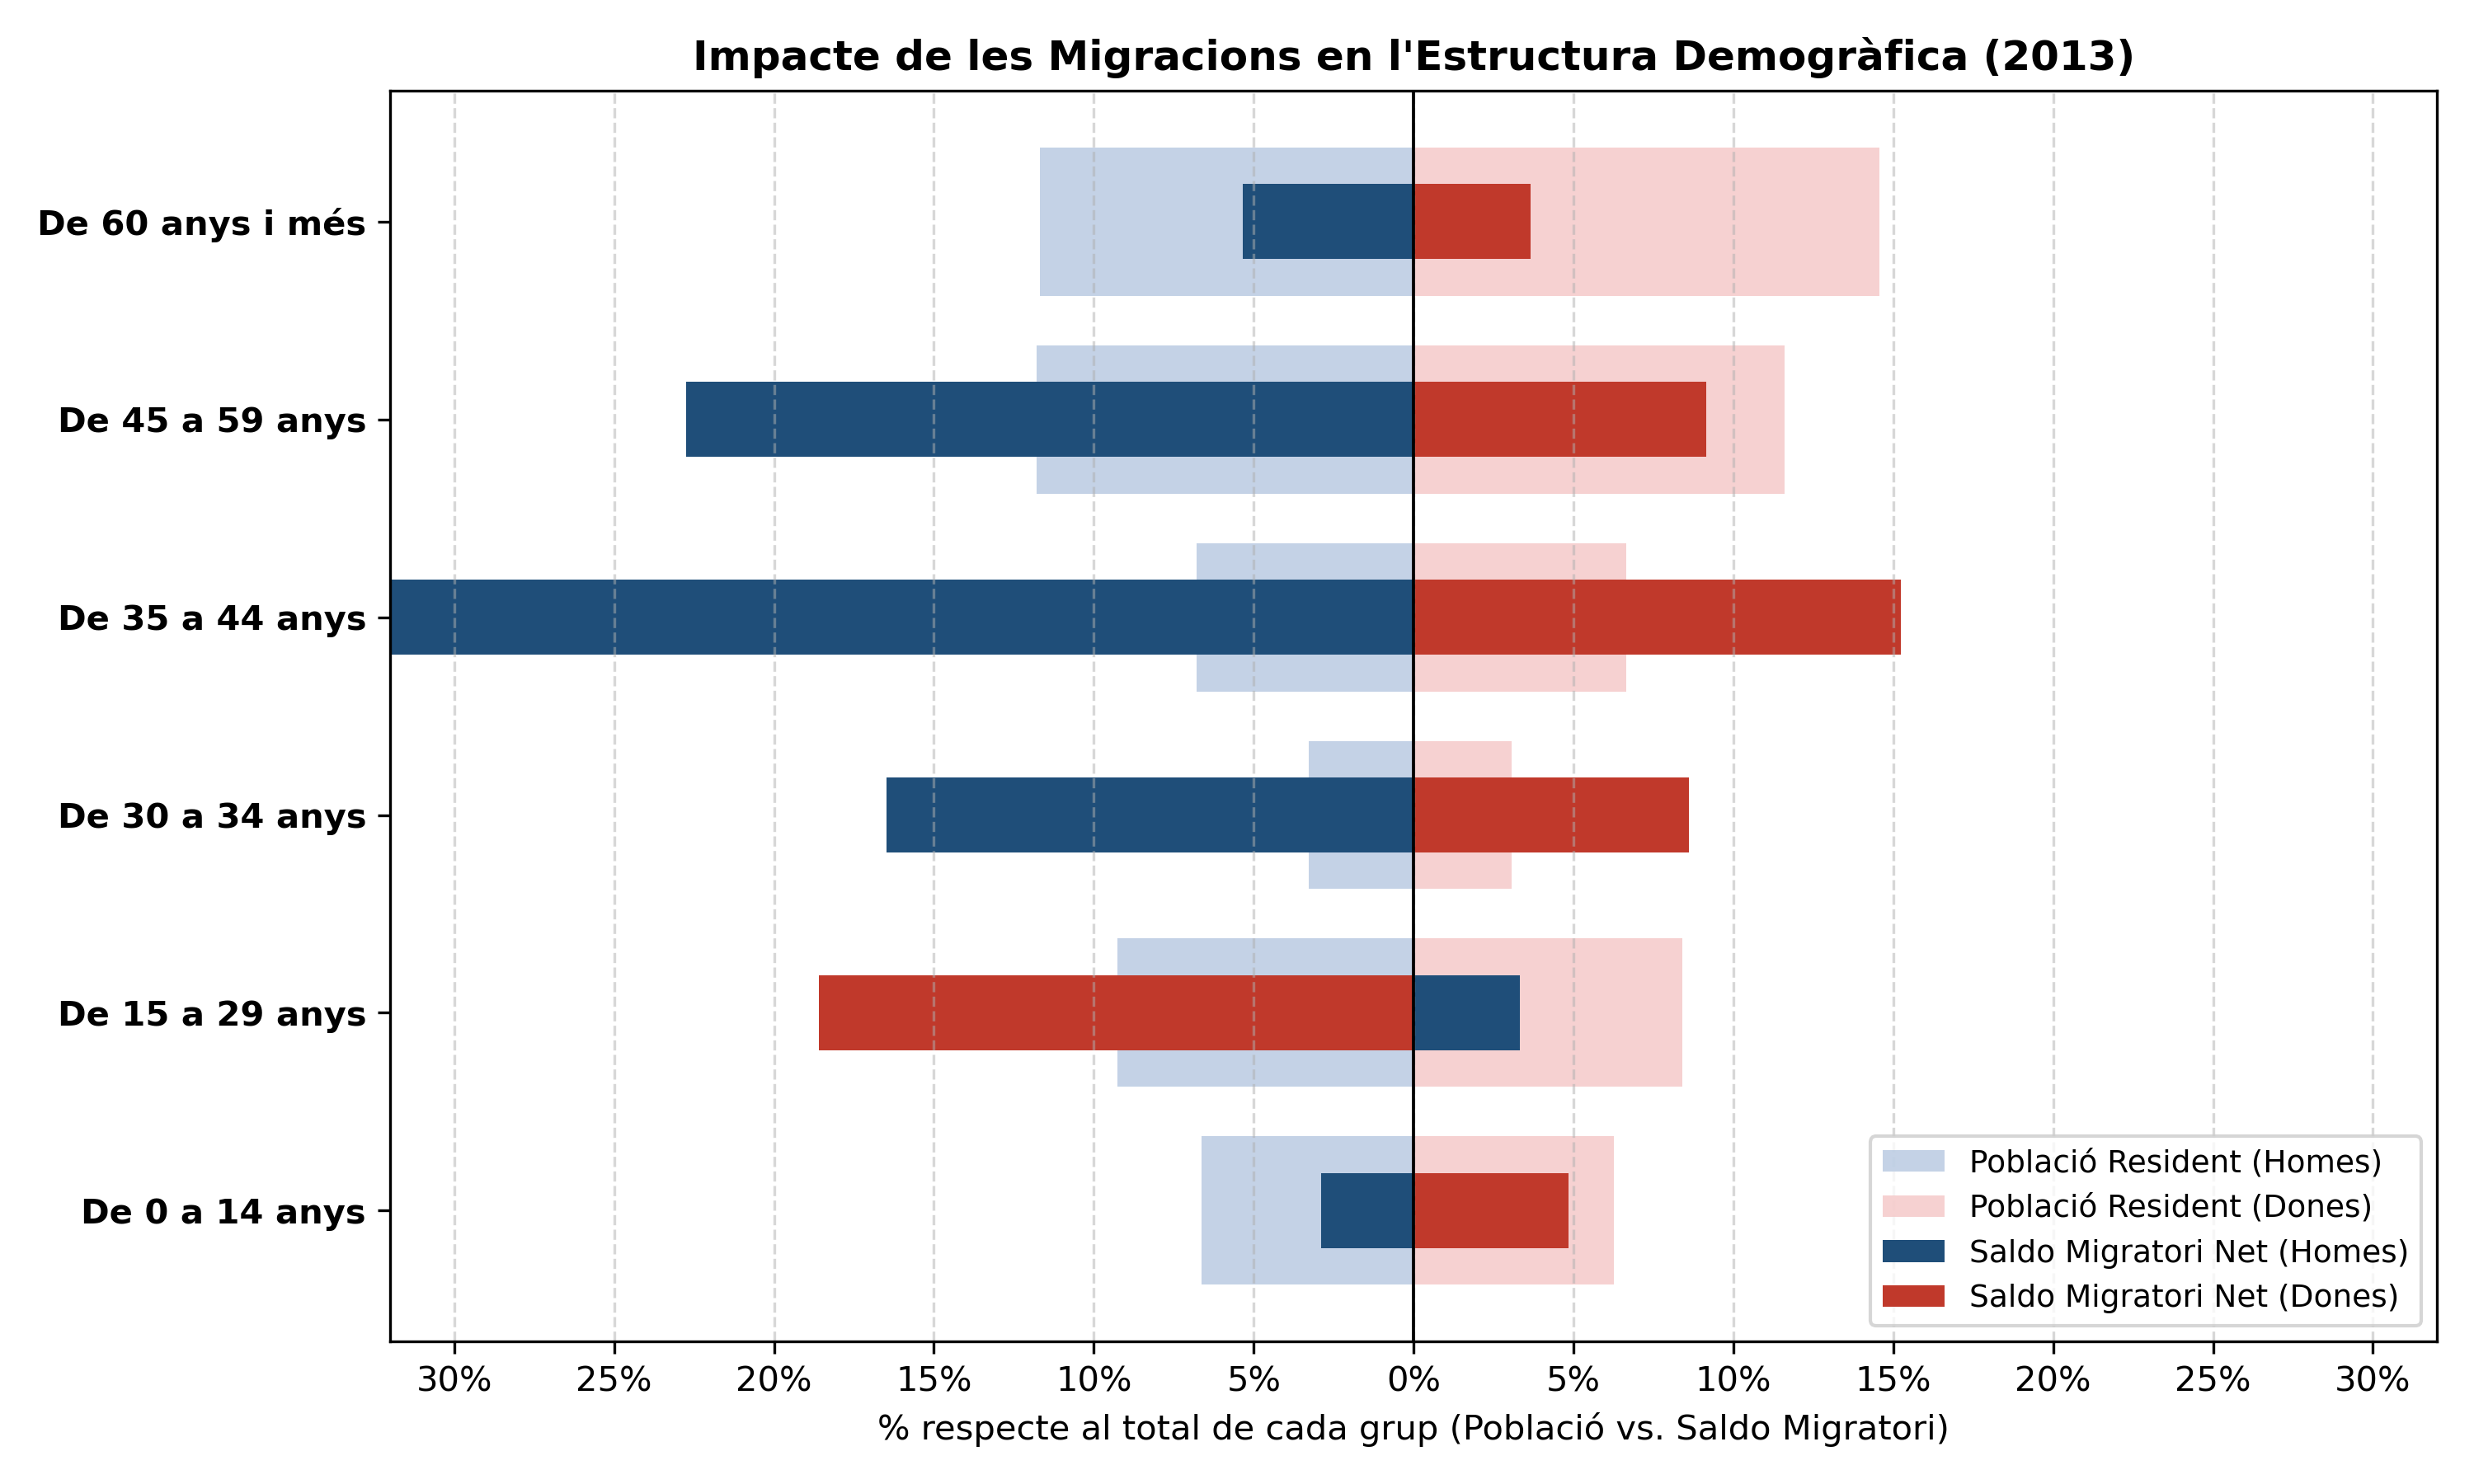 Impacte de les Migracions en l'Estructura Demogràfica (2013)
De 60 anys i més
De 45 a 59 anys
De 35 a 44 anys
De 30 a 34 anys
De 15 a 29 anys
De 0 a 14 anys
Població Resident (Homes)
Població Resident (Dones)
Saldo Migratori Net (Homes)
Saldo Migratori Net (Dones)
30% 25% 20% 15% 10% 5% 0% 5% 10% 15% 20% 25% 30%
% respecte al total de cada grup (Població vs. Saldo Migratori)